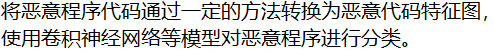 将恶意程序代码通过一定的方法转换为恶意代码特征图，
使用卷积神经网络等模型对恶意程序进行分类。